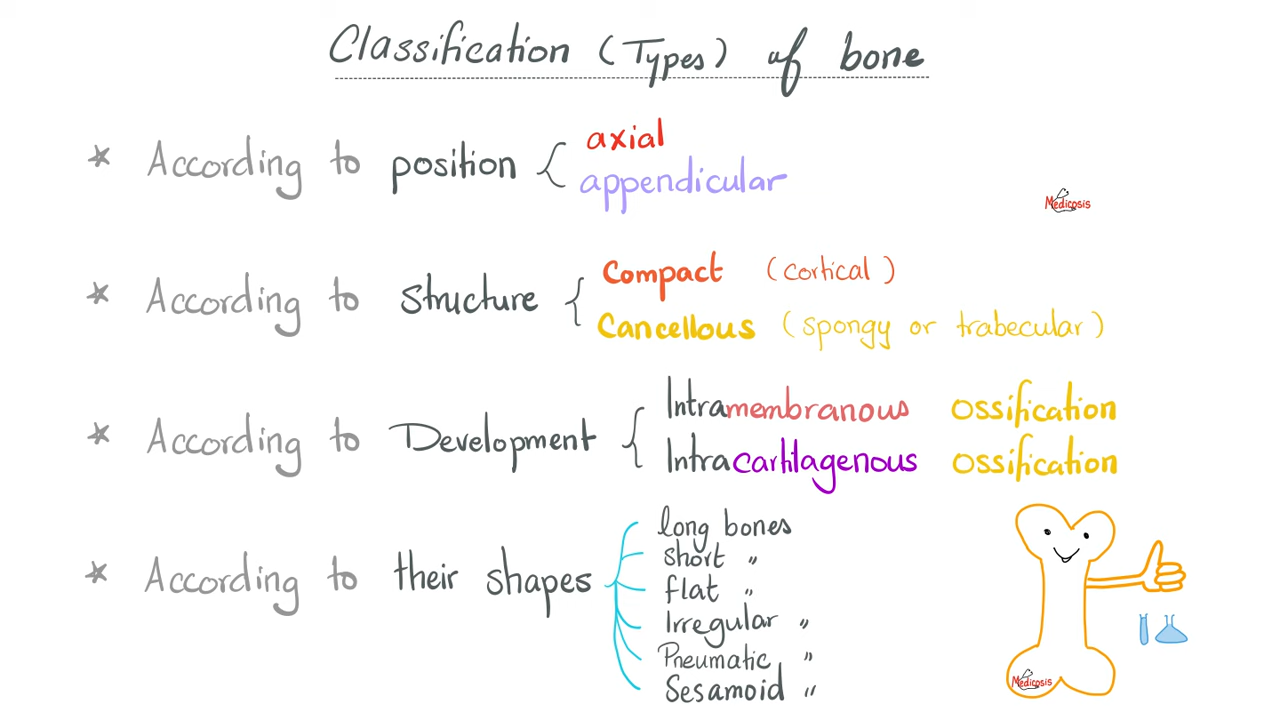 Classification (Types) of bone
* According to position { axial
appendicular
Medicosis
* According to structure { Compact (cortical)
Cancellous (spongy or trabecular)
* According to Development { Intramembranous Ossification
Intracartilagenous Ossification
* According to their shapes
long bones
short "
flat "
Irregular "
Pneumatic "
Sesamoid "
Medicosis